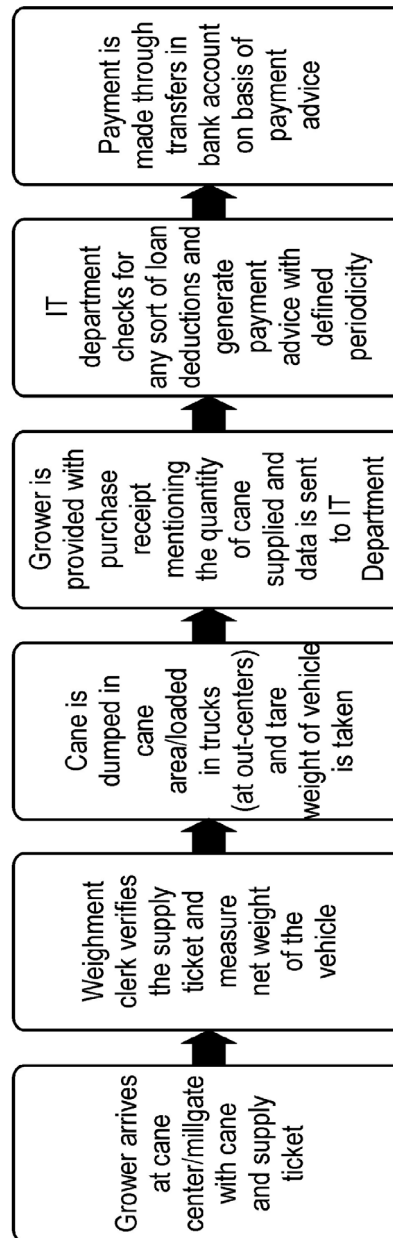 Grower arrives
at cane
center/millgate
with cane
and supply
ticket
Weighment
clerk verifies
the supply
ticket and
measure
net weight
of the
vehicle
Cane is
dumped in
cane
area/loaded
in trucks
(at out-centers)
and tare
weight of vehicle
is taken
Grower is
provided with
purchase
receipt
mentioning
the quantity
of cane
supplied and
data is sent
to IT
Department
IT
department
checks for
any sort of loan
deductions and
generate
payment
advice with
defined
periodicity
Payment is
made through
transfers in
bank account
on basis of
payment
advice